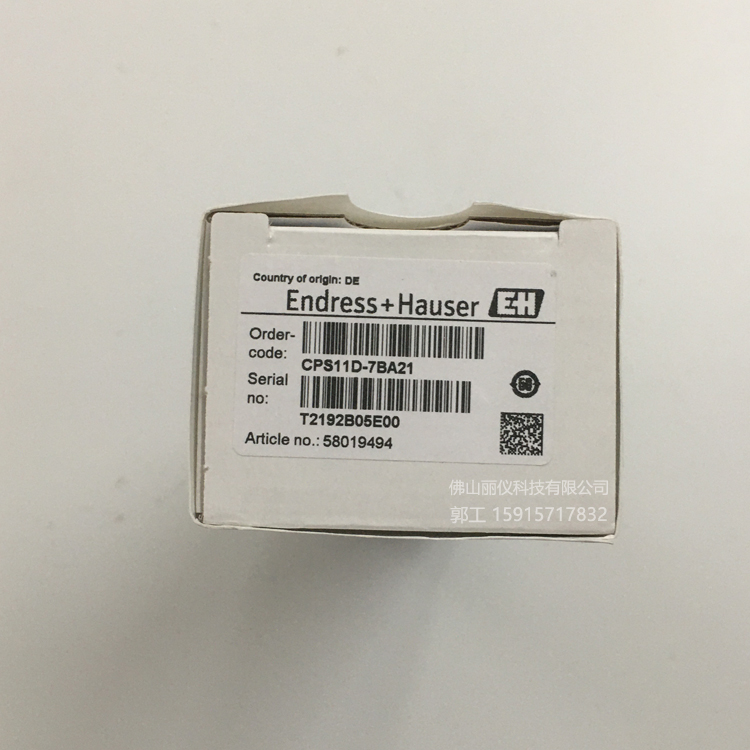 Country of origin: DE
Endress+Hauser EH
Order-
code:
CPS11D-7BA21
Serial
no:
T2192B05E00
Article no.: 58019494
佛山丽仪科技有限公司
郭工 15915717832